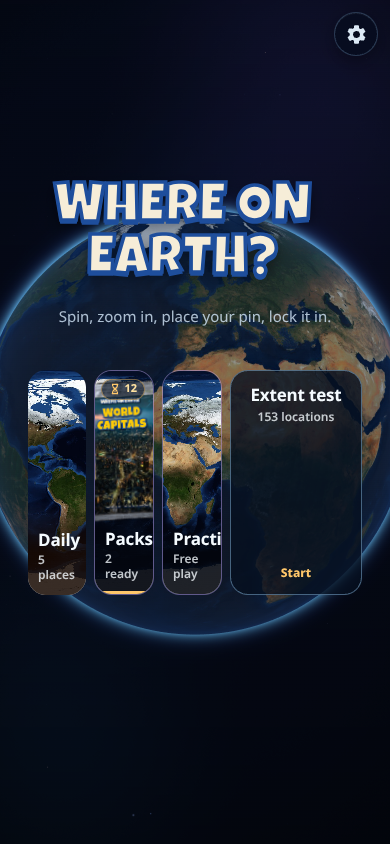 WHERE ON
EARTH?
Spin, zoom in, place your pin, lock it in.
12
WORLD
CAPITALS
Daily
5
places
Packs
2
ready
Practi
Free
play
Extent test
153 locations
Start